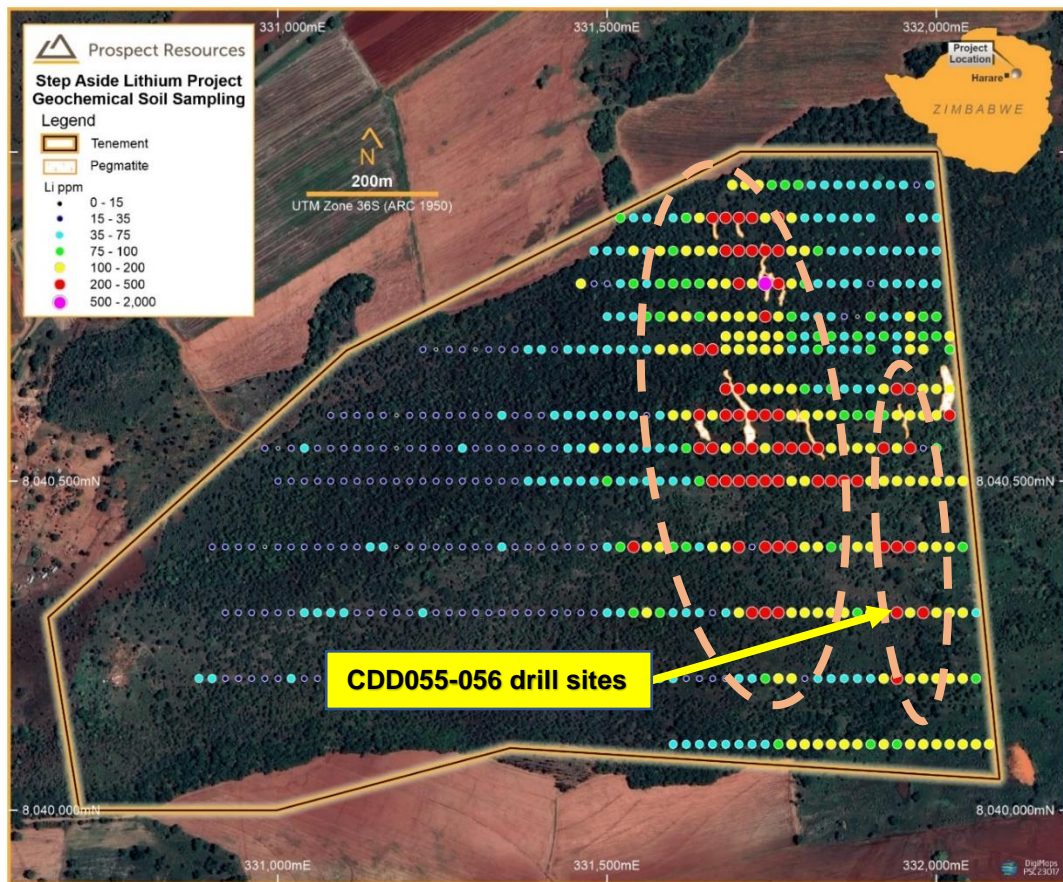 331,000mE
331,500mE
332,000mE
Prospect Resources
Step Aside Lithium Project
Geochemical Soil Sampling
Legend
Tenement
Pegmatite
Li ppm
0 - 15
15 - 35
35 - 75
75 - 100
100 - 200
200 - 500
500 - 2,000
N
200m
UTM Zone 36S (ARC 1950)
Project
Location
Harare
ZIMBABWE
8,040,500mN
8,040,500mN
CDD055-056 drill sites
8,040,000mN
8,040,000mN
331,000mE
331,500mE
332,000mE
DigiMaps
PSC23017